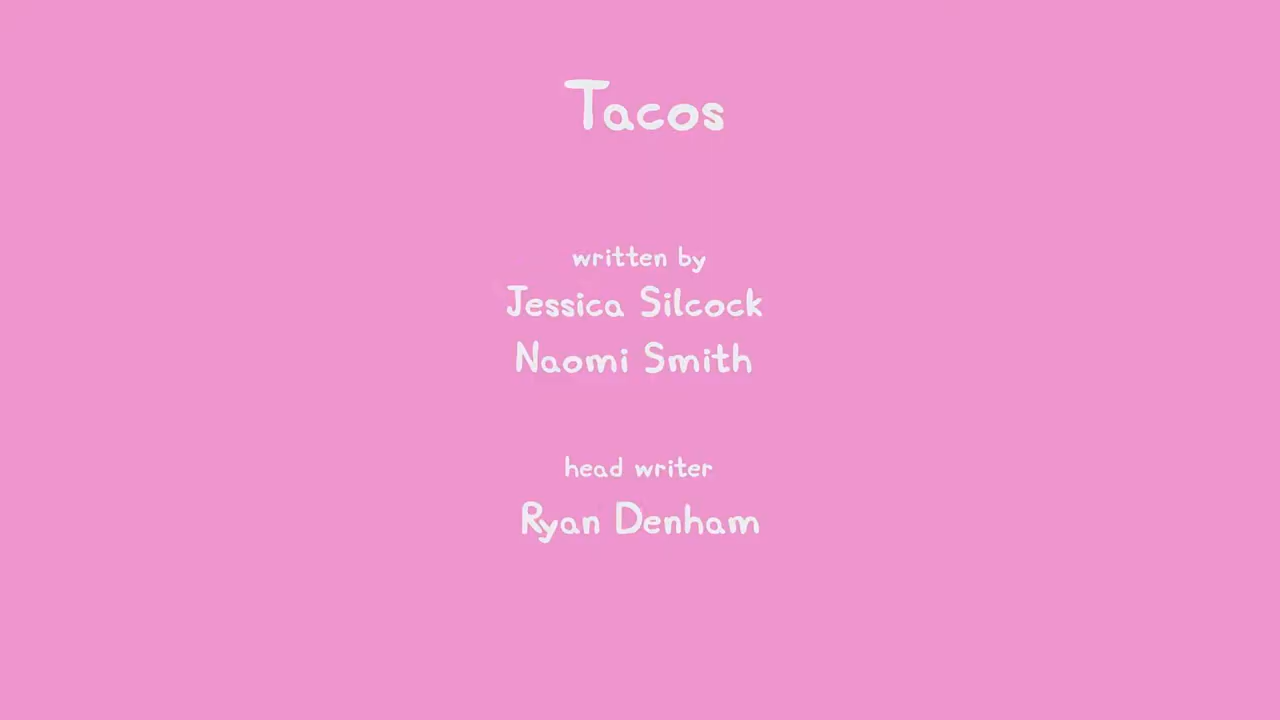 Tacos
written by
Jessica Silcock
Naomi Smith
head writer
Ryan Denham